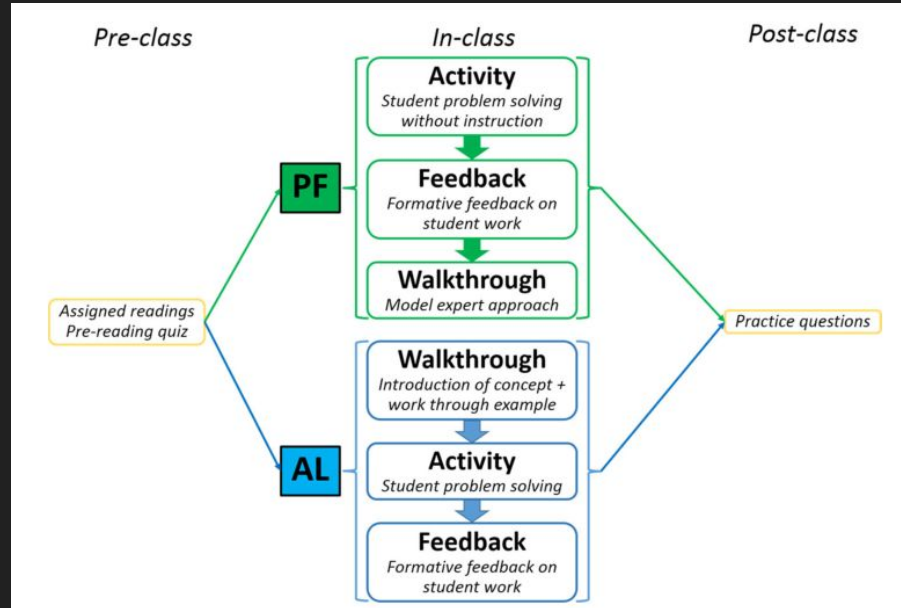 Pre-class
In-class
Post-class
Activity
Student problem solving
without instruction
PF
Feedback
Formative feedback on
student work
Walkthrough
Model expert approach
Assigned readings
Pre-reading quiz
Practice questions
Walkthrough
Introduction of concept +
work through example
AL
Activity
Student problem solving
Feedback
Formative feedback on
student work